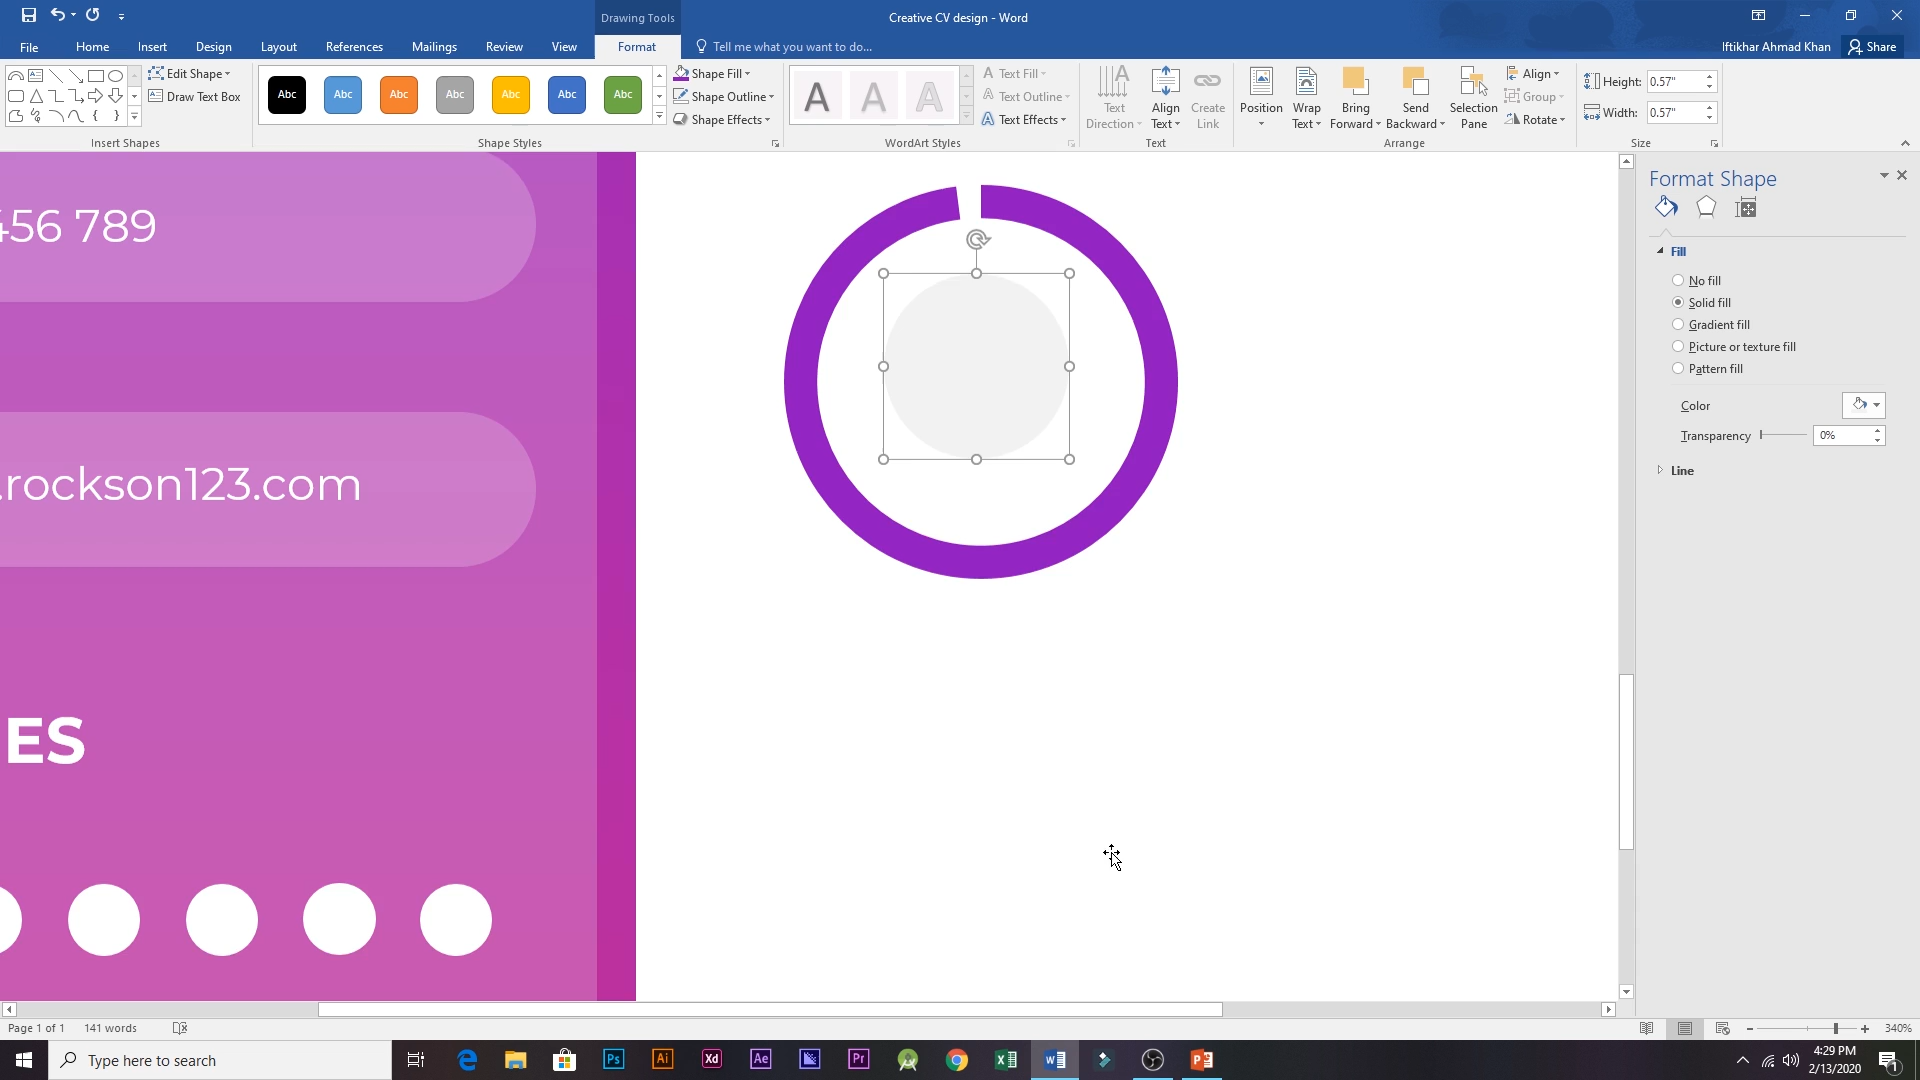 Drawing Tools
Creative CV design - Word
File
Home
Insert
Design
Layout
References
Mailings
Review
View
Format
Tell me what you want to do...
Iftikhar Ahmad Khan
Share
Edit Shape
Draw Text Box
Insert Shapes
Abc
Abc
Abc
Abc
Abc
Abc
Abc
Shape Styles
Shape Fill
Shape Outline
Shape Effects
A
A
A
WordArt Styles
Text Fill
Text Outline
Text Effects
Text
Direction
Align
Text
Create
Link
Text
Position
Wrap
Text
Bring
Forward
Send
Backward
Selection
Pane
Align
Group
Rotate
Arrange
Height: 0.57"
Width: 0.57"
Size
456 789
.rockson123.com
ES
Format Shape
Fill
No fill
Solid fill
Gradient fill
Picture or texture fill
Pattern fill
Color
Transparency
0%
Line
Page 1 of 1
141 words
340%
Type here to search
Ps
Ai
Xd
Ae
Pr
4:29 PM
2/13/2020
1